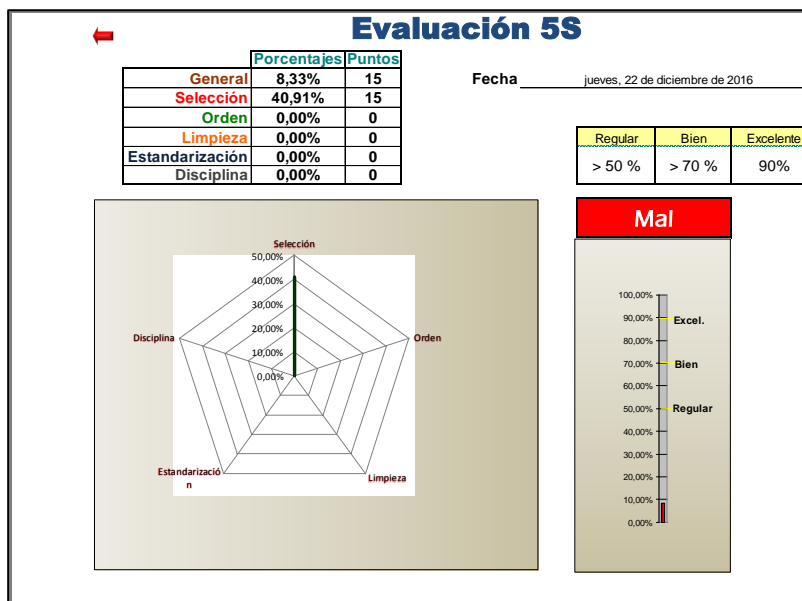 Evaluación 5S
Porcentajes Puntos
General 8,33% 15
Selección 40,91% 15
Orden 0,00% 0
Limpieza 0,00% 0
Estandarización 0,00% 0
Disciplina 0,00% 0
Fecha jueves, 22 de diciembre de 2016
Regular Bien Excelente
> 50 % > 70 % 90%
Mal
Selección
50,00%
40,00%
30,00%
20,00%
10,00%
0,00%
Disciplina
Orden
Estandarizació
n
Limpieza
100,00%
90,00%
80,00%
70,00%
60,00%
50,00%
40,00%
30,00%
20,00%
10,00%
0,00%
Excel.
Bien
Regular